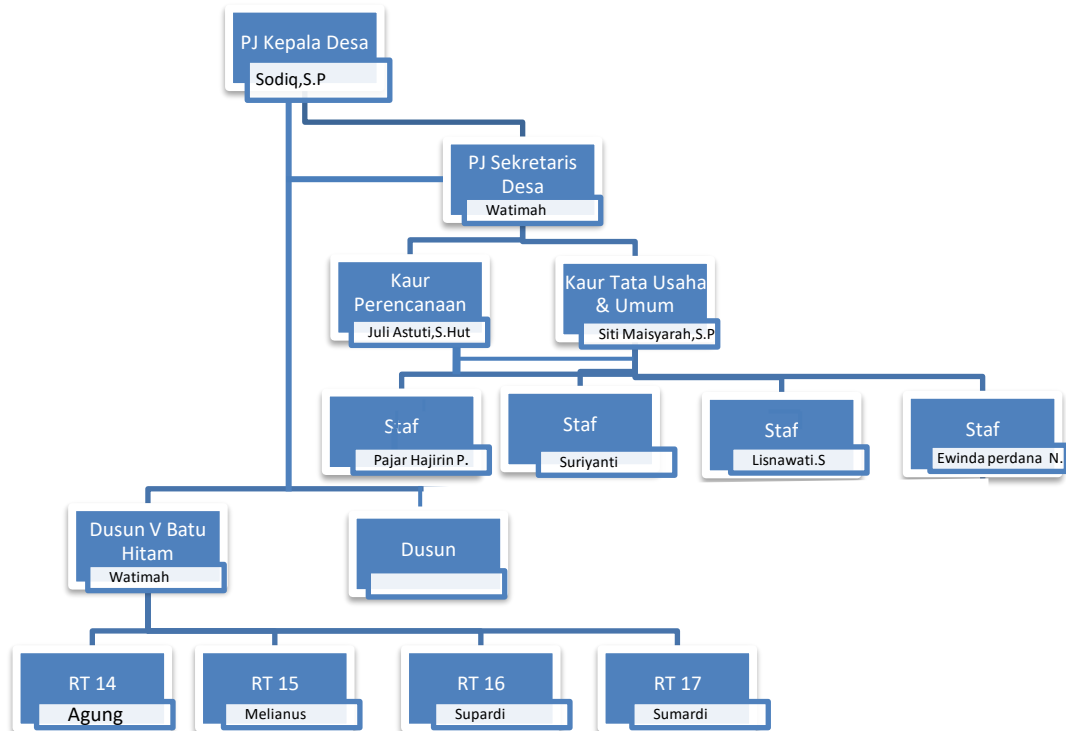 PJ Kepala Desa
Sodiq,S.P
PJ Sekretaris
Desa
Watimah
Kaur
Perencanaan
Juli Astuti,S.Hut
Kaur Tata Usaha
& Umum
Siti Maisyarah,S.P
Staf
Pajar Hajirin P.
Staf
Suriyanti
Staf
Lisnawati.S
Staf
Ewinda perdana N.
Dusun V Batu
Hitam
Watimah
Dusun
RT 14
Agung
RT 15
Melianus
RT 16
Supardi
RT 17
Sumardi